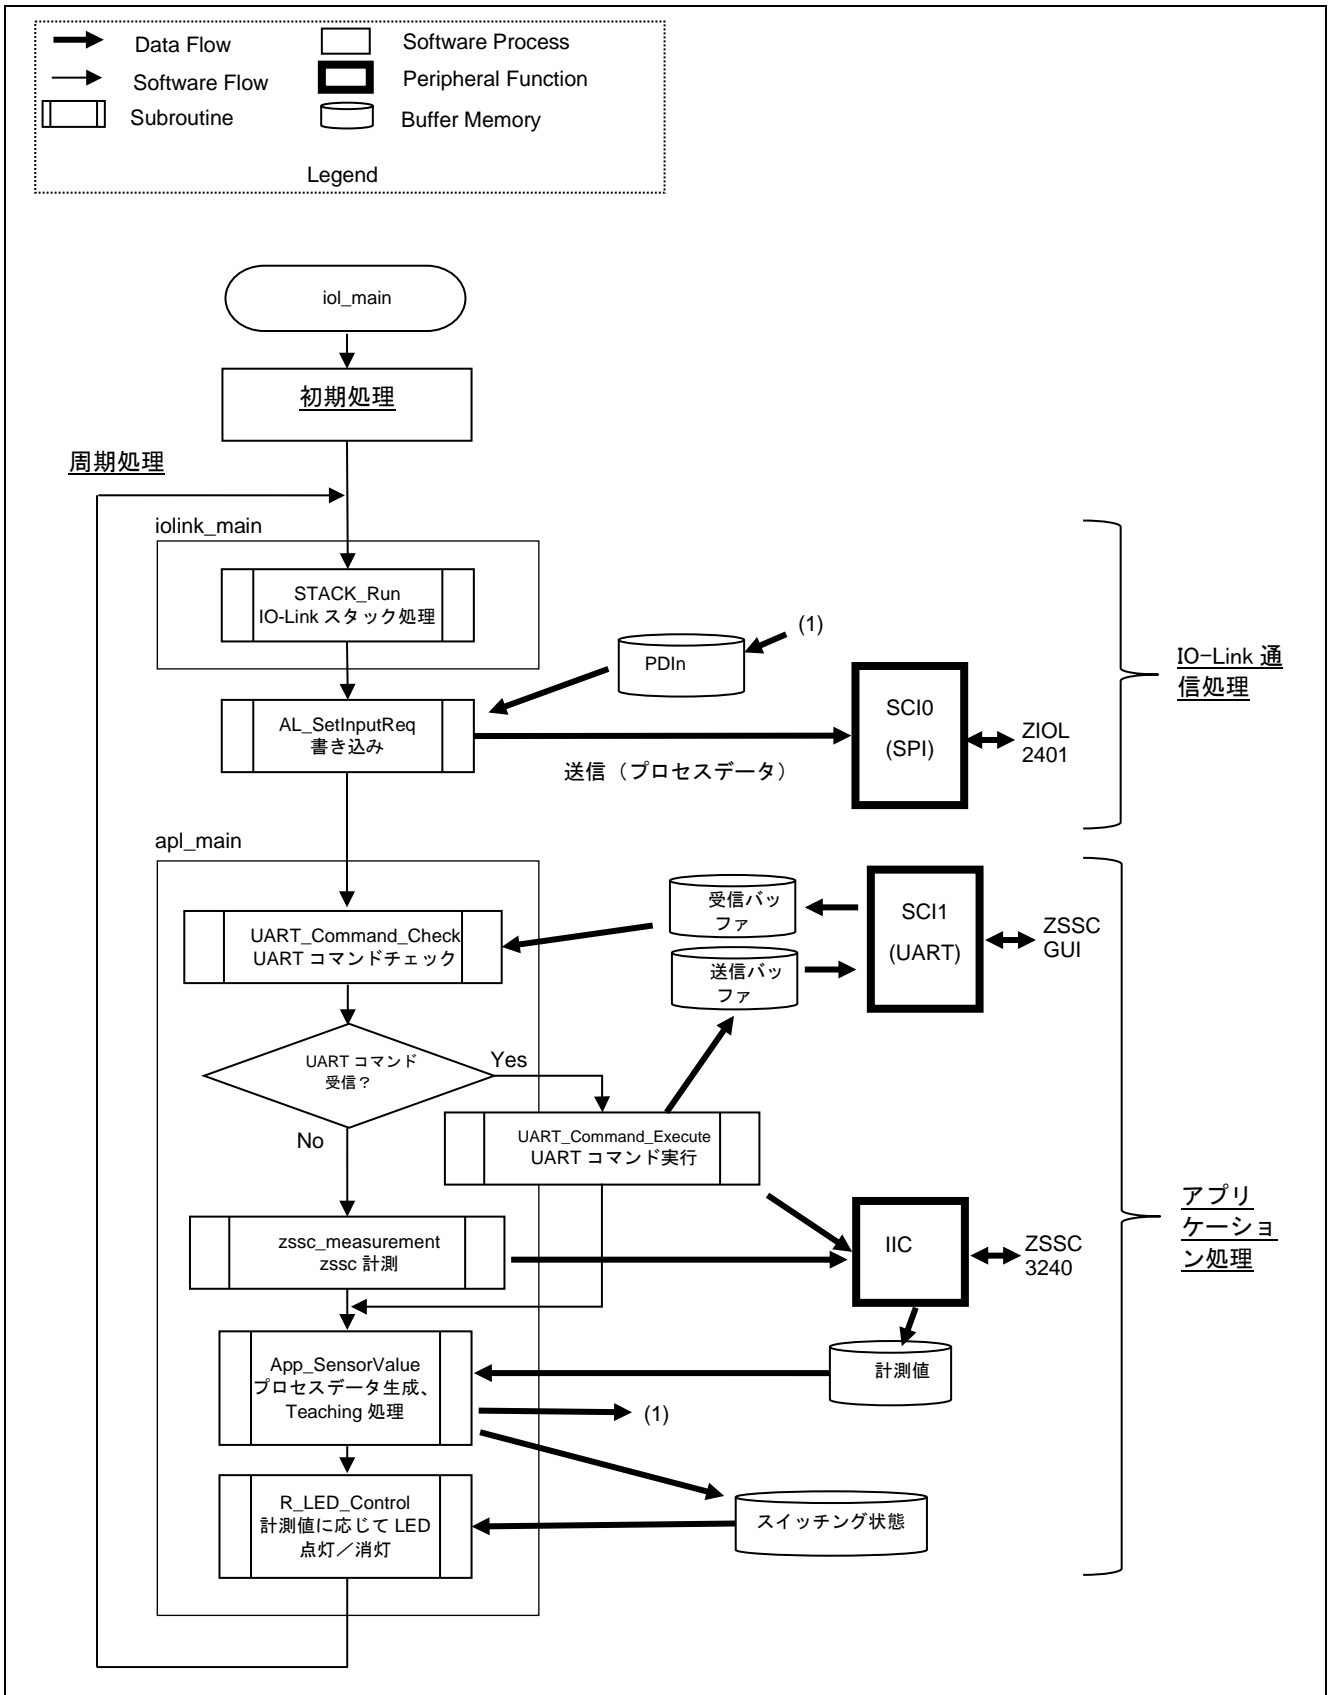 Data Flow
Software Process
Software Flow
Peripheral Function
Subroutine
Buffer Memory
Legend
iol_main
初期処理
周期処理
iolink_main
STACK_Run
IO-Link スタック処理
(1)
PDIn
AL_SetInputReq
書き込み
SCI0
(SPI)
ZIOL
2401
送信（プロセスデータ）
IO-Link 通
信処理
apl_main
受信バッ
ファ
UART_Command_Check
UART コマンドチェック
送信バッ
ファ
SCI1
(UART)
ZSSC
GUI
UART コマンド
受信？
Yes
No
UART_Command_Execute
UART コマンド実行
zssc_measurement
zssc 計測
IIC
ZSSC
3240
アプリ
ケーショ
ン処理
App_SensorValue
プロセスデータ生成、
Teaching 処理
計測値
(1)
R_LED_Control
計測値に応じて LED
点灯／消灯
スイッチング状態